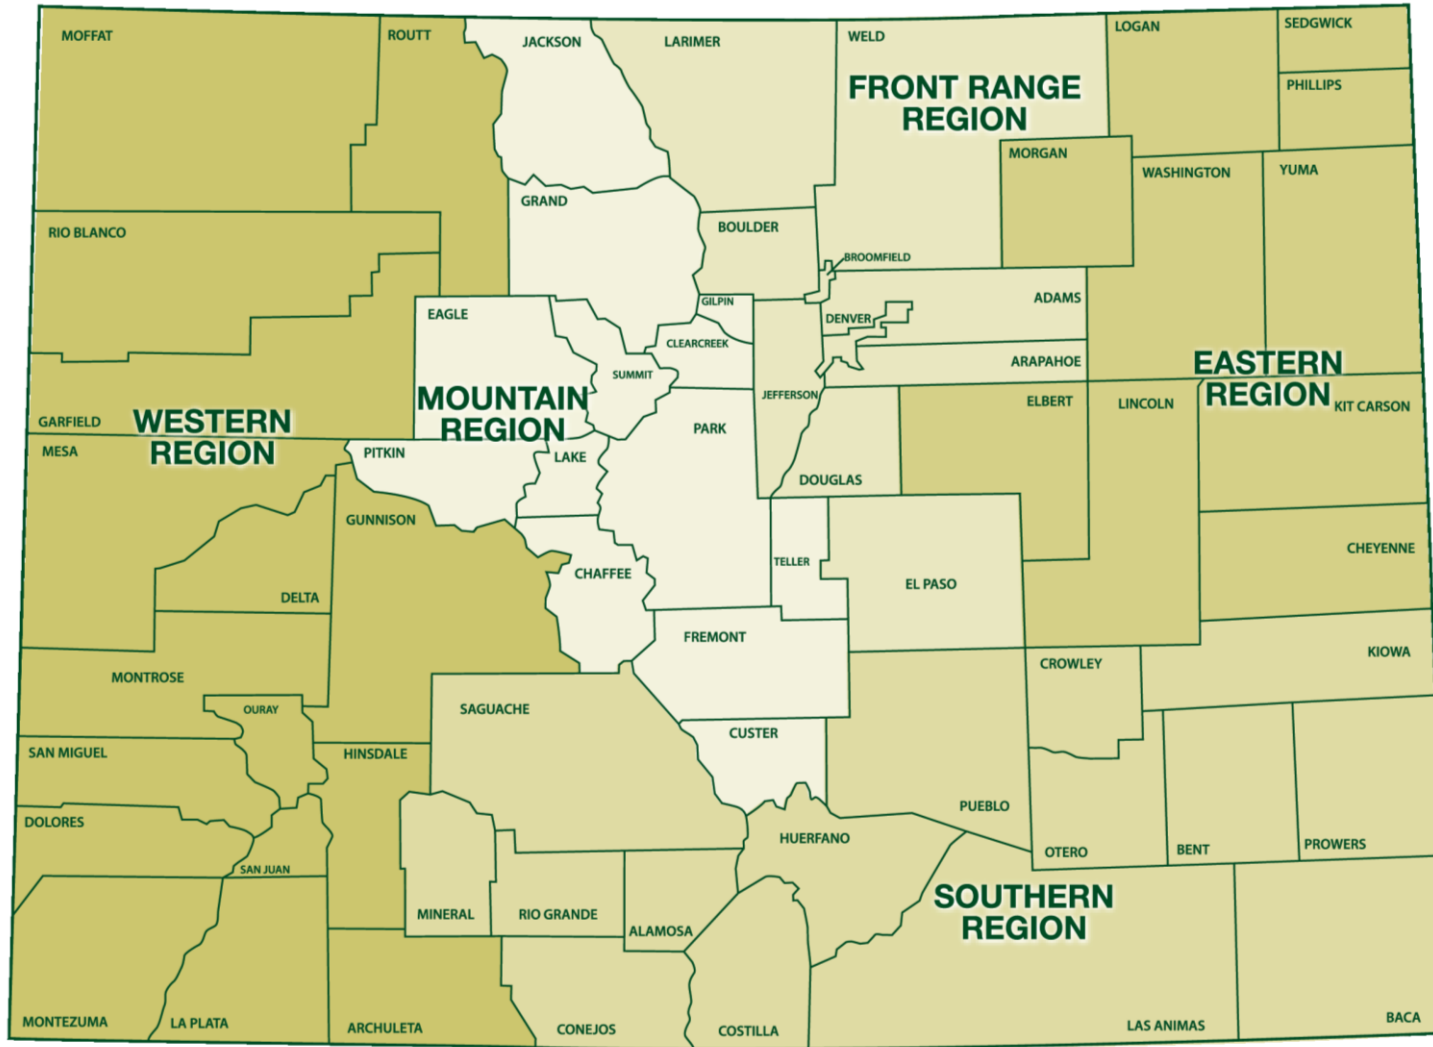 MOFFAT
ROUTT
JACKSON
LARIMER
WELD
LOGAN
SEDGWICK
PHILLIPS
FRONT RANGE
REGION
MORGAN
WASHINGTON
YUMA
GRAND
RIO BLANCO
BOULDER
BROOMFIELD
GILPIN
ADAMS
EAGLE
DENVER
CLEARCREEK
SUMMIT
ARAPAHOE
EASTERN
REGION
MOUNTAIN
REGION
JEFFERSON
ELBERT
LINCOLN
KIT CARSON
GARFIELD
WESTERN
REGION
PARK
MESA
PITKIN
LAKE
DOUGLAS
GUNNISON
CHEYENNE
TELLER
CHAFFEE
EL PASO
DELTA
FREMONT
KIOWA
CROWLEY
MONTROSE
OURAY
SAGUACHE
CUSTER
SAN MIGUEL
HINSDALE
PUEBLO
DOLORES
HUERFANO
OTERO
BENT
PROWERS
SAN JUAN
SOUTHERN
REGION
MINERAL
RIO GRANDE
ALAMOSA
MONTEZUMA
LA PLATA
ARCHULETA
CONEJOS
COSTILLA
LAS ANIMAS
BACA